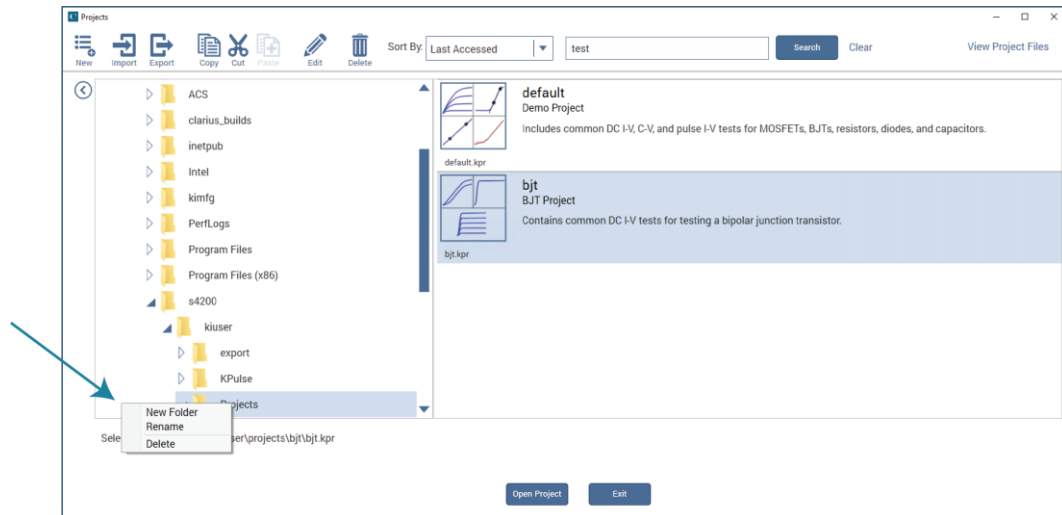 Projects
New
Import
Export
Copy
Cut
Paste
Edit
Delete
Sort By:
Last Accessed
test
Search
Clear
View Project Files
ACS
clarius_builds
inetpub
Intel
kimfg
PerfLogs
Program Files
Program Files (x86)
s4200
kiuser
export
KPulse
Projects
default
Demo Project
Includes common DC I-V, C-V, and pulse I-V tests for MOSFETs, BJTs, resistors, diodes, and capacitors.
default.kpr
bjt
BJT Project
Contains common DC I-V tests for testing a bipolar junction transistor.
bjt.kpr
New Folder
Rename
Delete
Sele
ser\projects\bjt\bjt.kpr
Open Project
Exit